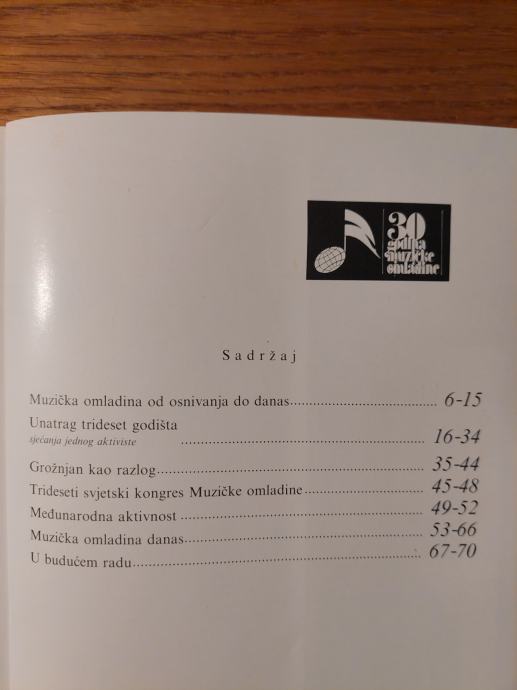 30
godina
muzičke
omladine
Sadržaj
Muzička omladina od osnivanja do danas........................................ 6-15
Unatrag trideset godišta
sjećanja jednog aktiviste ................................................................ 16-34
Grožnjan kao razlog..................................................................... 35-44
Trideseti svjetski kongres Muzičke omladine................................ 45-48
Međunarodna aktivnost ................................................................ 49-52
Muzička omladina danas............................................................... 53-66
U budućem radu........................................................................... 67-70